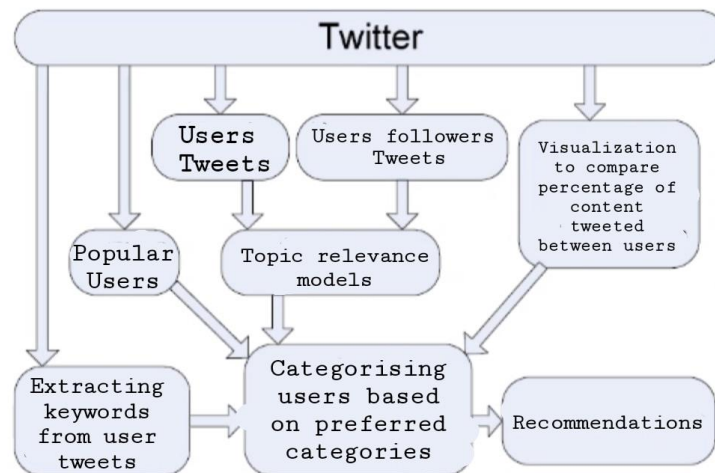 Twitter
Users
Tweets
Users followers
Tweets
Visualization
to compare
percentage of
content
tweeted
between users
Popular
Users
Topic relevance
models
Extracting
keywords
from user
tweets
Categorising
users based
on preferred
categories
Recommendations